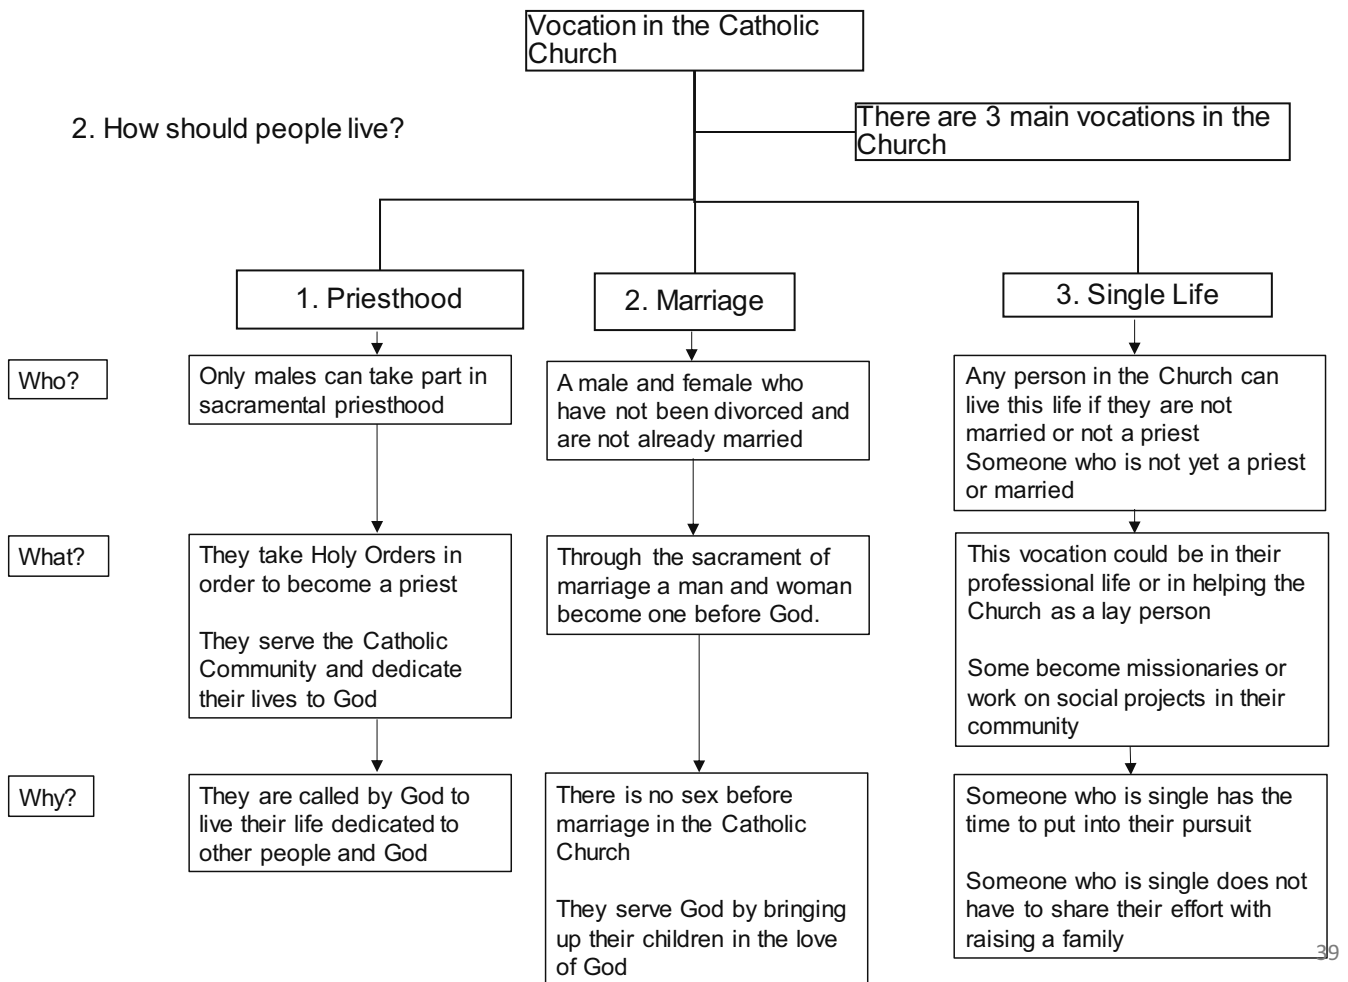 Vocation in the Catholic
Church
2. How should people live?
There are 3 main vocations in the
Church
1. Priesthood
2. Marriage
3. Single Life
Who?
Only males can take part in
sacramental priesthood
A male and female who
have not been divorced and
are not already married
Any person in the Church can
live this life if they are not
married or not a priest
Someone who is not yet a priest
or married
What?
They take Holy Orders in
order to become a priest
They serve the Catholic
Community and dedicate
their lives to God
Through the sacrament of
marriage a man and woman
become one before God.
This vocation could be in their
professional life or in helping the
Church as a lay person
Some become missionaries or
work on social projects in their
community
Why?
They are called by God to
live their life dedicated to
other people and God
There is no sex before
marriage in the Catholic
Church
They serve God by bringing
up their children in the love
of God
Someone who is single has the
time to put into their pursuit
Someone who is single does not
have to share their effort with
raising a family
39